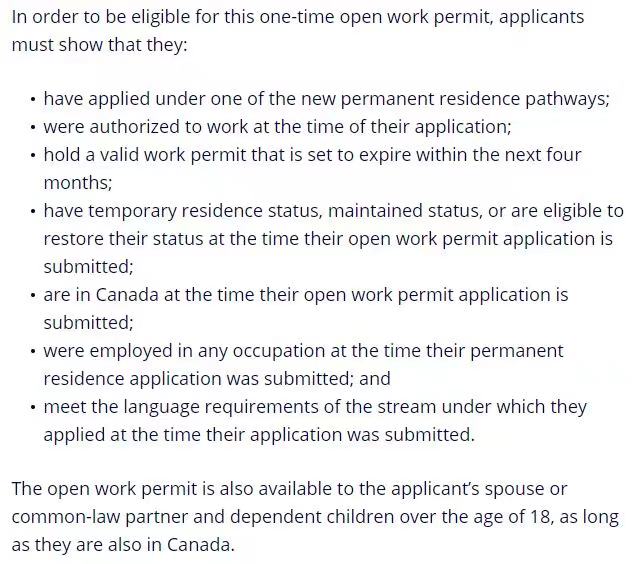 In order to be eligible for this one-time open work permit, applicants
must show that they:
• have applied under one of the new permanent residence pathways;
• were authorized to work at the time of their application;
• hold a valid work permit that is set to expire within the next four
months;
• have temporary residence status, maintained status, or are eligible to
restore their status at the time their open work permit application is
submitted;
• are in Canada at the time their open work permit application is
submitted;
• were employed in any occupation at the time their permanent
residence application was submitted; and
• meet the language requirements of the stream under which they
applied at the time their application was submitted.
The open work permit is also available to the applicant’s spouse or
common-law partner and dependent children over the age of 18, as long
as they are also in Canada.